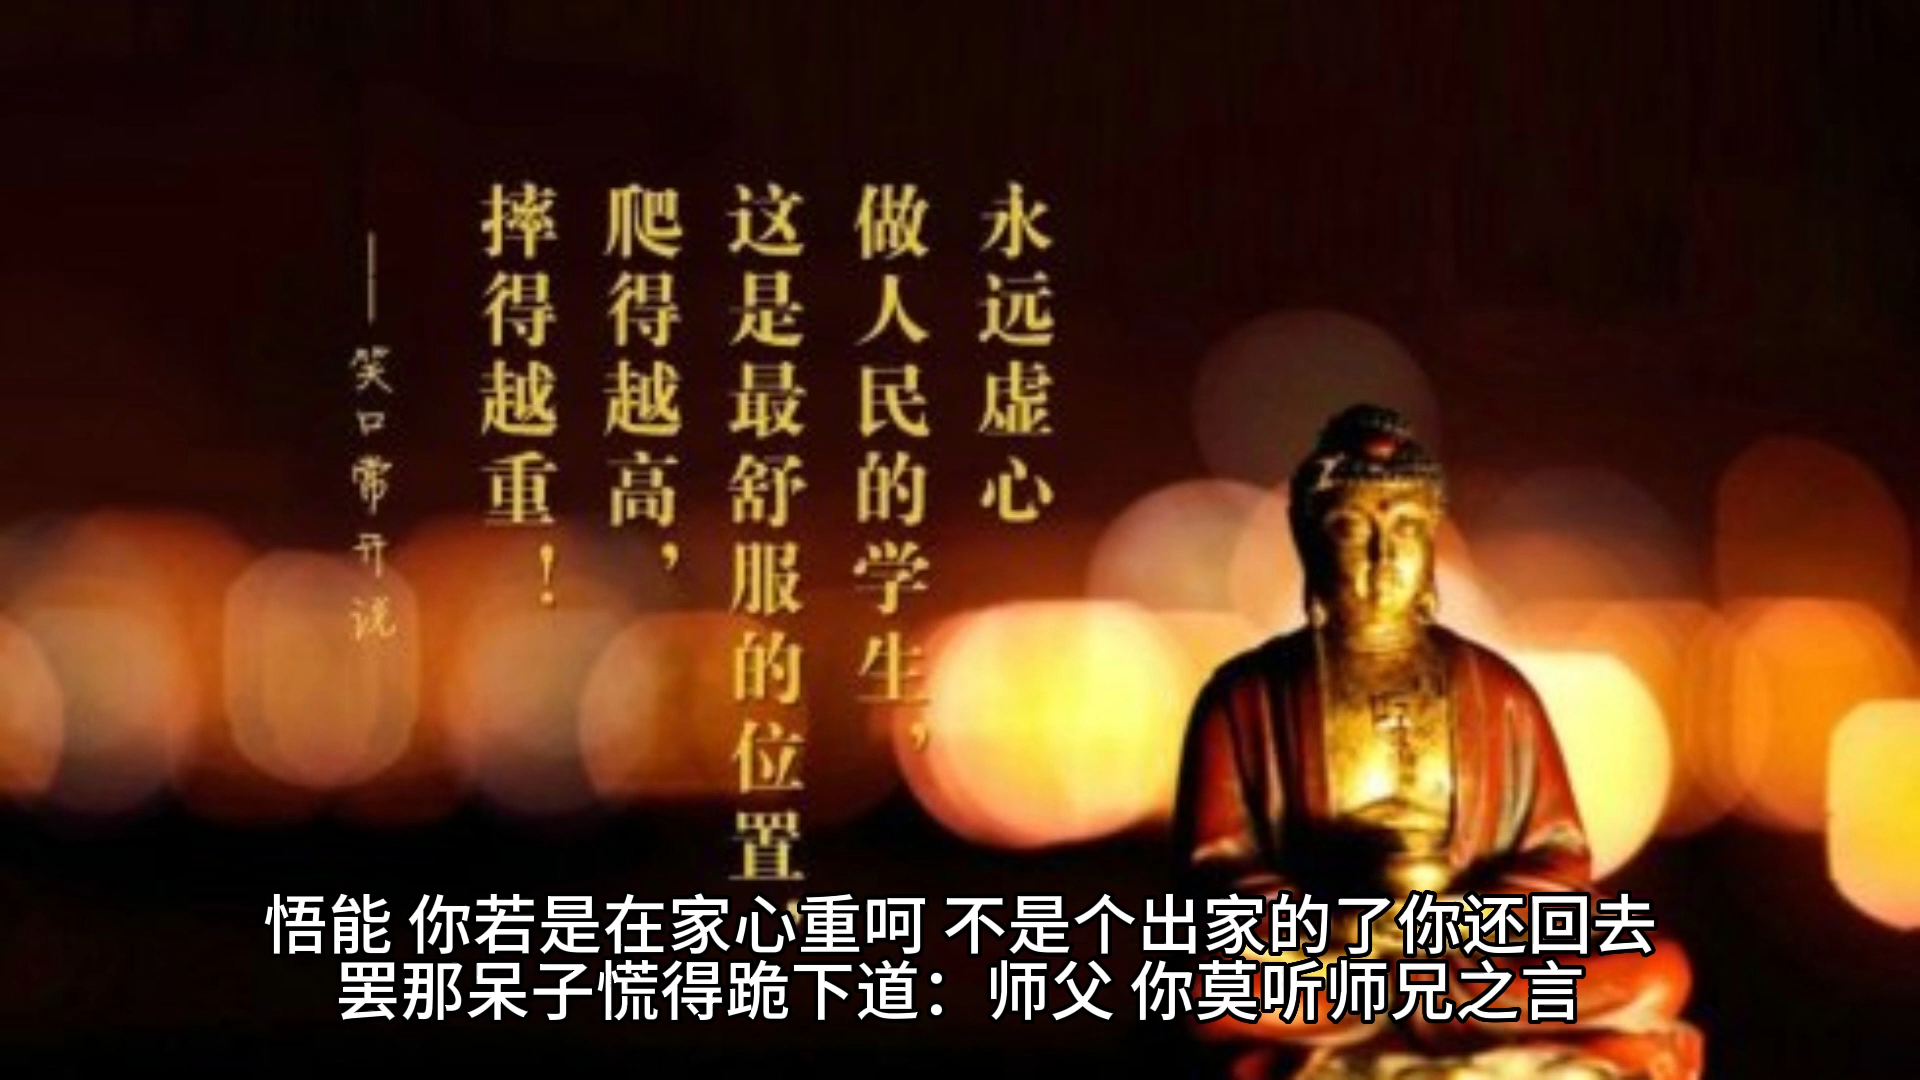 永远虚心
做人民的学生，
这是最舒服的位置，
爬得越高，
摔得越重！
——笑口常开说
悟能 你若是在家心重呵 不是个出家的了你还回去
罢那呆子慌得跪下道：师父 你莫听师兄之言